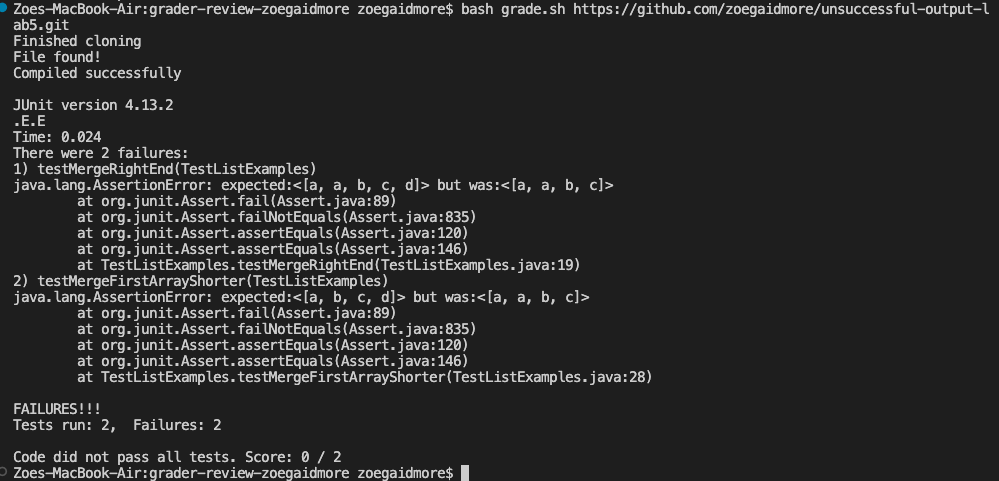 Zoes-MacBook-Air:grader-review-zoegaidmore zoegaidmore$ bash grade.sh https://github.com/zoegaidmore/unsuccessful-output-l
ab5.git
Finished cloning
File found!
Compiled successfully
JUnit version 4.13.2
.E.E
Time: 0.024
There were 2 failures:
1) testMergeRightEnd(TestListExamples)
java.lang.AssertionError: expected:<[a, a, b, c, d]> but was:<[a, a, b, c]>
        at org.junit.Assert.fail(Assert.java:89)
        at org.junit.Assert.failNotEquals(Assert.java:835)
        at org.junit.Assert.assertEquals(Assert.java:120)
        at org.junit.Assert.assertEquals(Assert.java:146)
        at TestListExamples.testMergeRightEnd(TestListExamples.java:19)
2) testMergeFirstArrayShorter(TestListExamples)
java.lang.AssertionError: expected:<[a, b, c, d]> but was:<[a, a, b, c]>
        at org.junit.Assert.fail(Assert.java:89)
        at org.junit.Assert.failNotEquals(Assert.java:835)
        at org.junit.Assert.assertEquals(Assert.java:120)
        at org.junit.Assert.assertEquals(Assert.java:146)
        at TestListExamples.testMergeFirstArrayShorter(TestListExamples.java:28)
FAILURES!!!
Tests run: 2,  Failures: 2
Code did not pass all tests. Score: 0 / 2
Zoes-MacBook-Air:grader-review-zoegaidmore zoegaidmore$